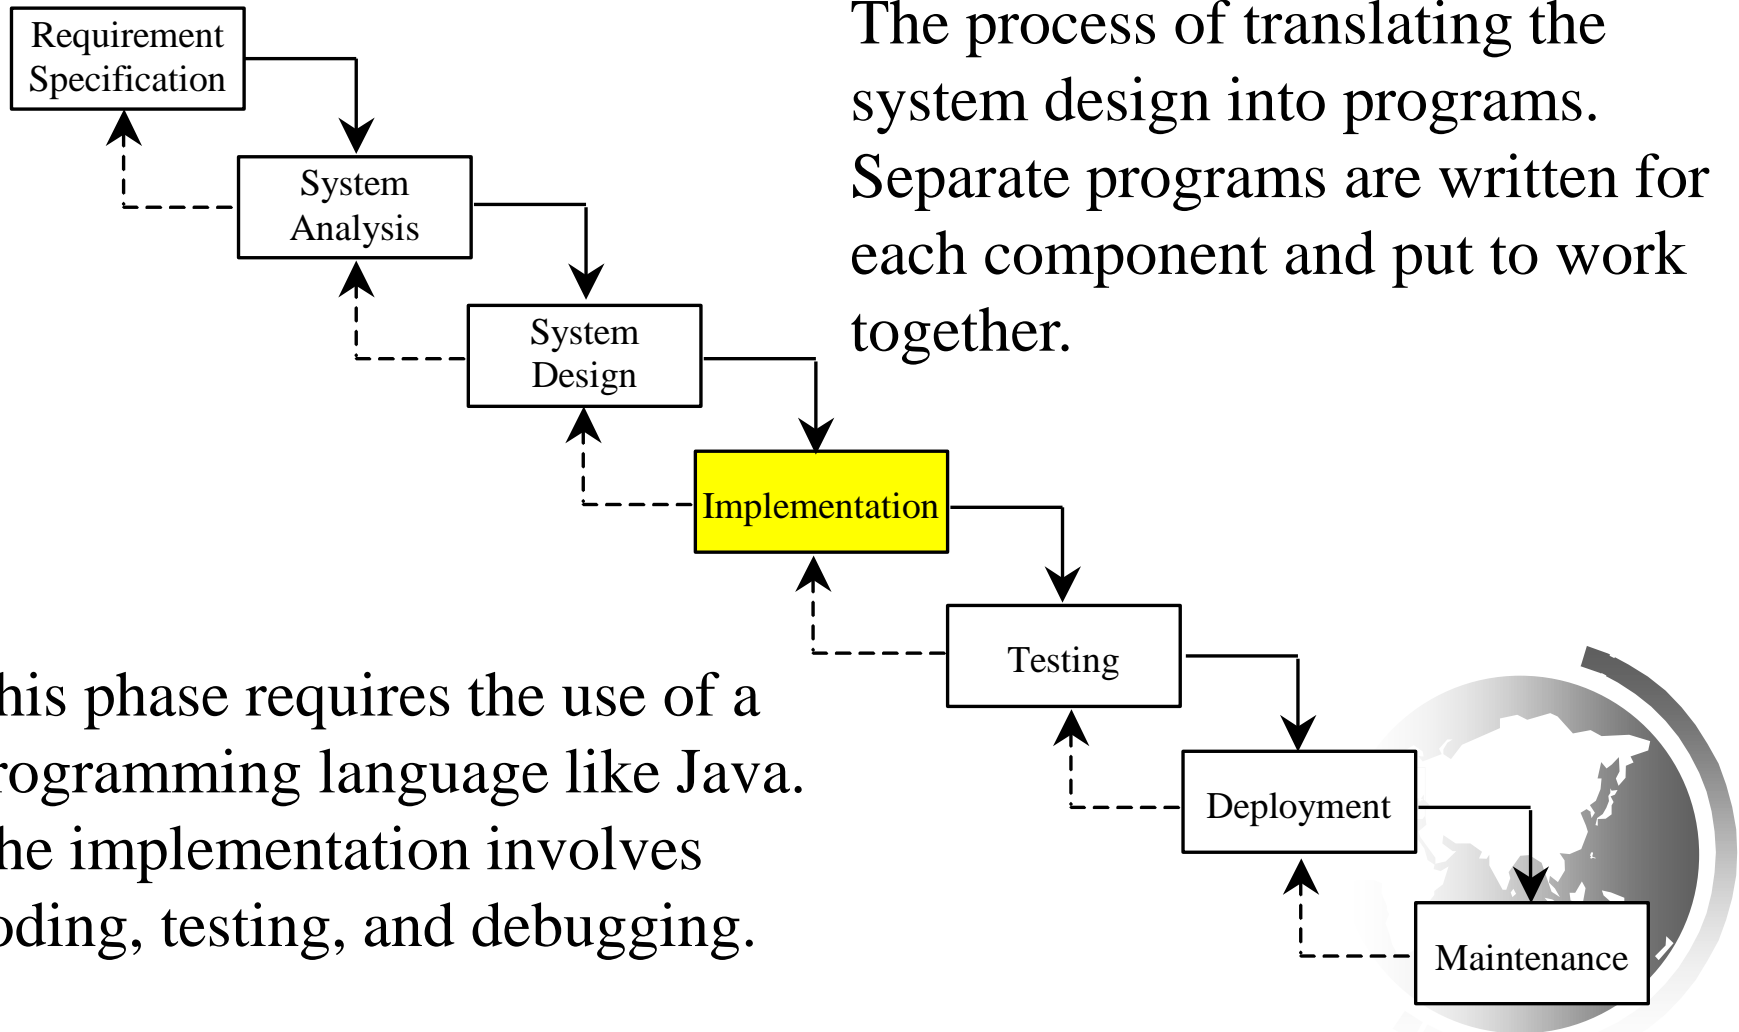 Requirement
Specification
The process of translating the
system design into programs.
Separate programs are written for
each component and put to work
together.
System
Analysis
System
Design
Implementation
Testing
his phase requires the use of a
rogramming language like Java.
he implementation involves
oding, testing, and debugging.
Deployment
Maintenance